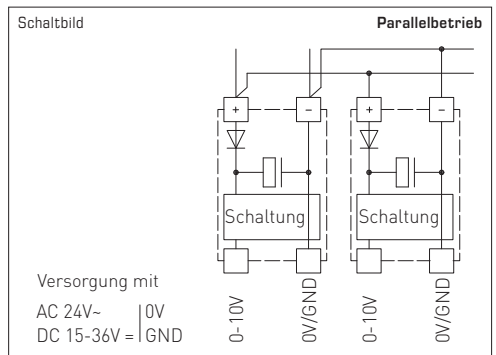 Schaltbild
Parallelbetrieb
+
–
+
–
Schaltung
Schaltung
Versorgung mit
AC 24V~ 0V
DC 15-36V = GND
0-10V
0V/GND
0-10V
0V/GND